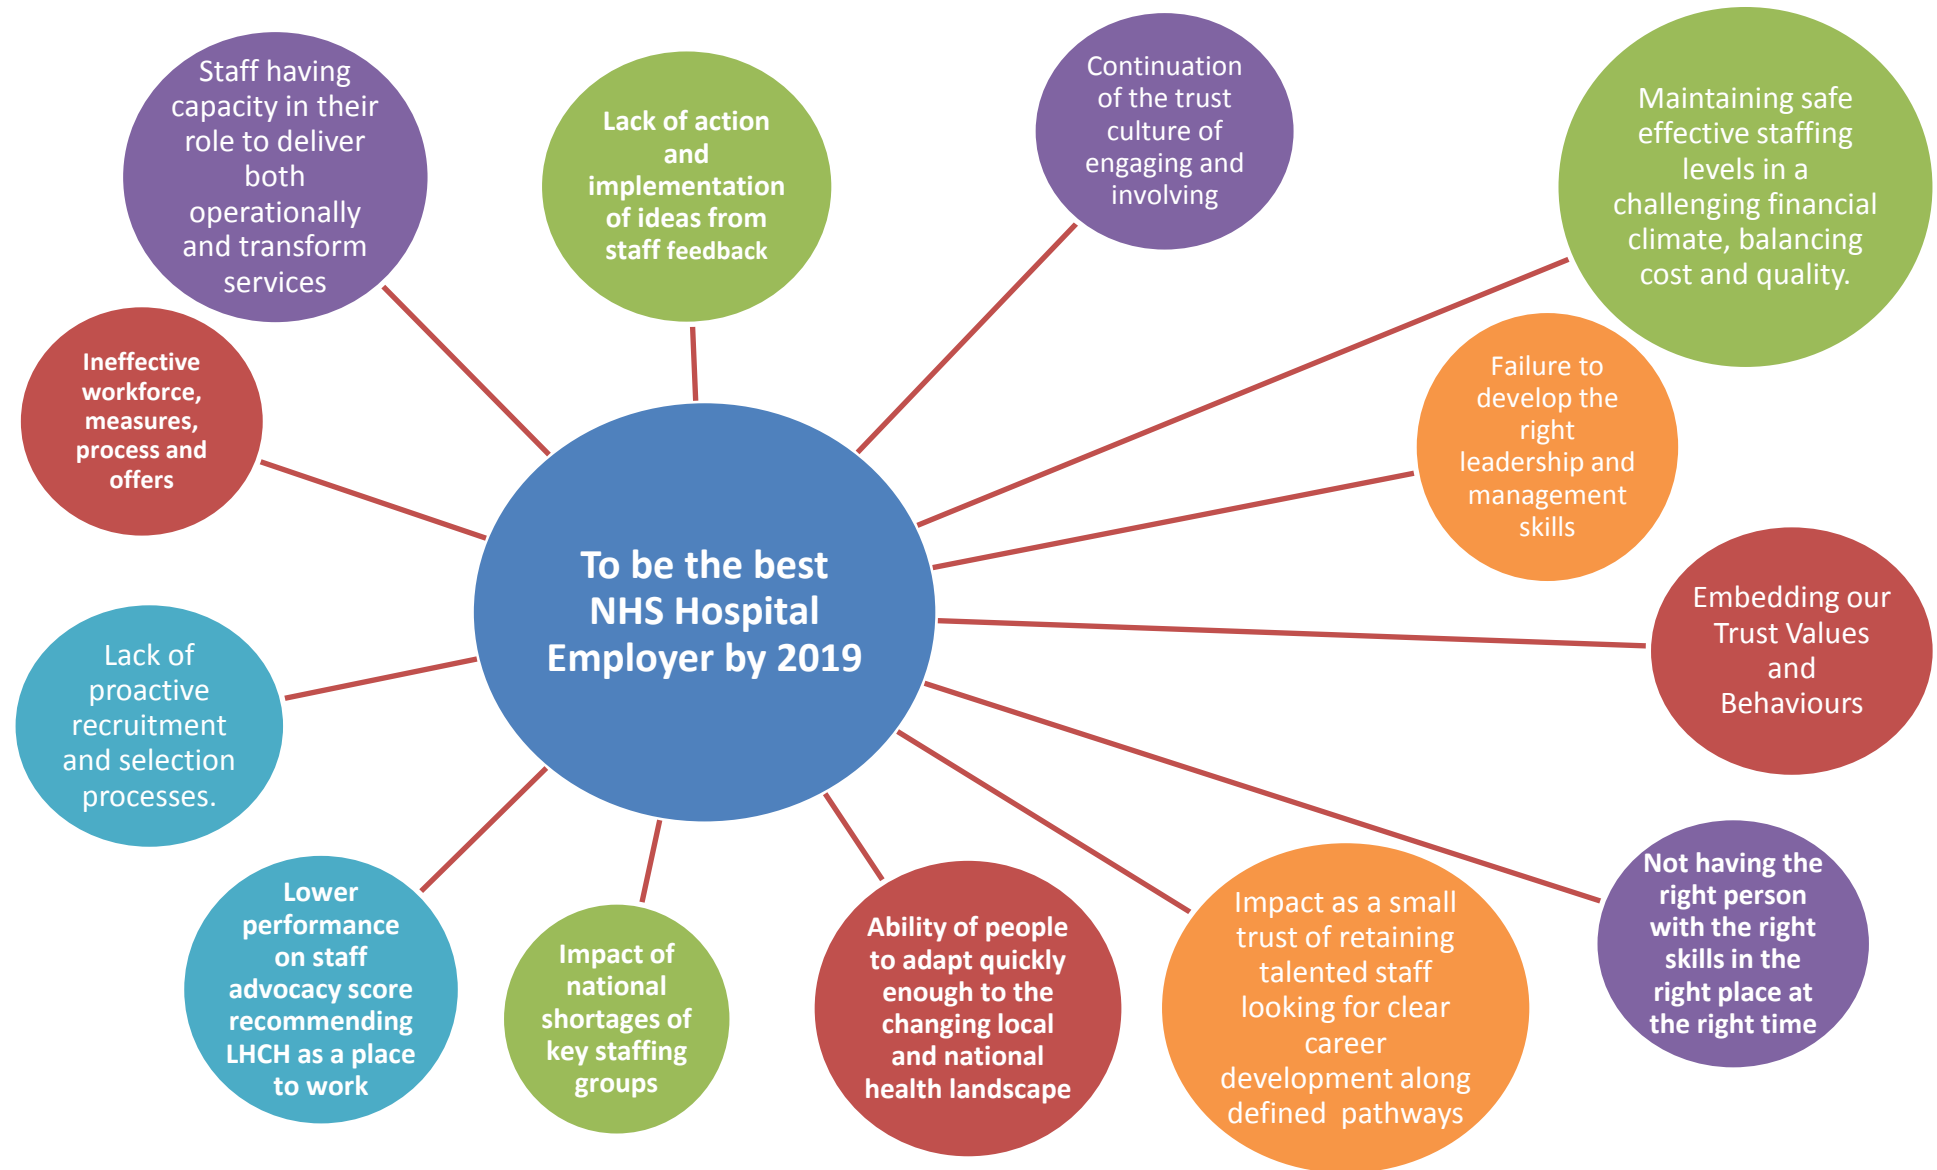 Staff having
capacity in their
role to deliver
both
operationally
and transform
services
Lack of action
and
implementation
of ideas from
staff feedback
Continuation
of the trust
culture of
engaging and
involving
Maintaining safe
effective staffing
levels in a
challenging financial
climate, balancing
cost and quality.
Ineffective
workforce,
measures,
process and
offers
Failure to
develop the
right
leadership and
management
skills
To be the best
NHS Hospital
Employer by 2019
Embedding our
Trust Values
and
Behaviours
Lack of
proactive
recruitment
and selection
processes.
Lower
performance
on staff
advocacy score
recommending
LHCH as a place
to work
Impact of
national
shortages of
key staffing
groups
Ability of people
to adapt quickly
enough to the
changing local
and national
health landscape
Impact as a small
trust of retaining
talented staff
looking for clear
career
development along
defined  pathways
Not having the
right person
with the right
skills in the
right place at
the right time